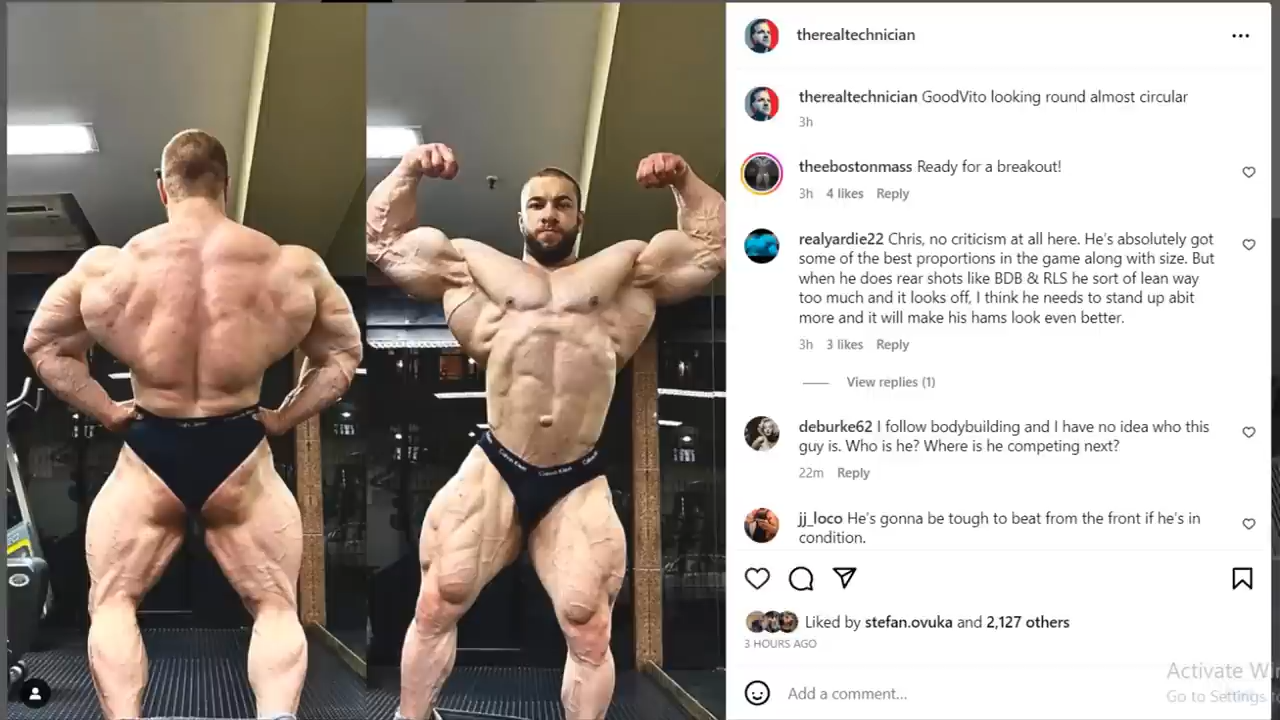 therealtechnician
therealtechnician GoodVito looking round almost circular
3h
theebostonmass Ready for a breakout!
3h 4 likes Reply
realyardie22 Chris, no criticism at all here. He's absolutely got
some of the best proportions in the game along with size. But
when he does rear shots like BDB & RLS he sort of lean way
too much and it looks off, I think he needs to stand up abit
more and it will make his hams look even better.
3h 3 likes Reply
View replies (1)
deburke62 I follow bodybuilding and I have no idea who this
guy is. Who is he? Where is he competing next?
22m Reply
jj_loco He's gonna be tough to beat from the front if he's in
condition.
Liked by stefan.ovuka and 2,127 others
3 HOURS AGO
Add a comment...
Activate Win
Go to Settings
Calvin Klein
Calvin Klein